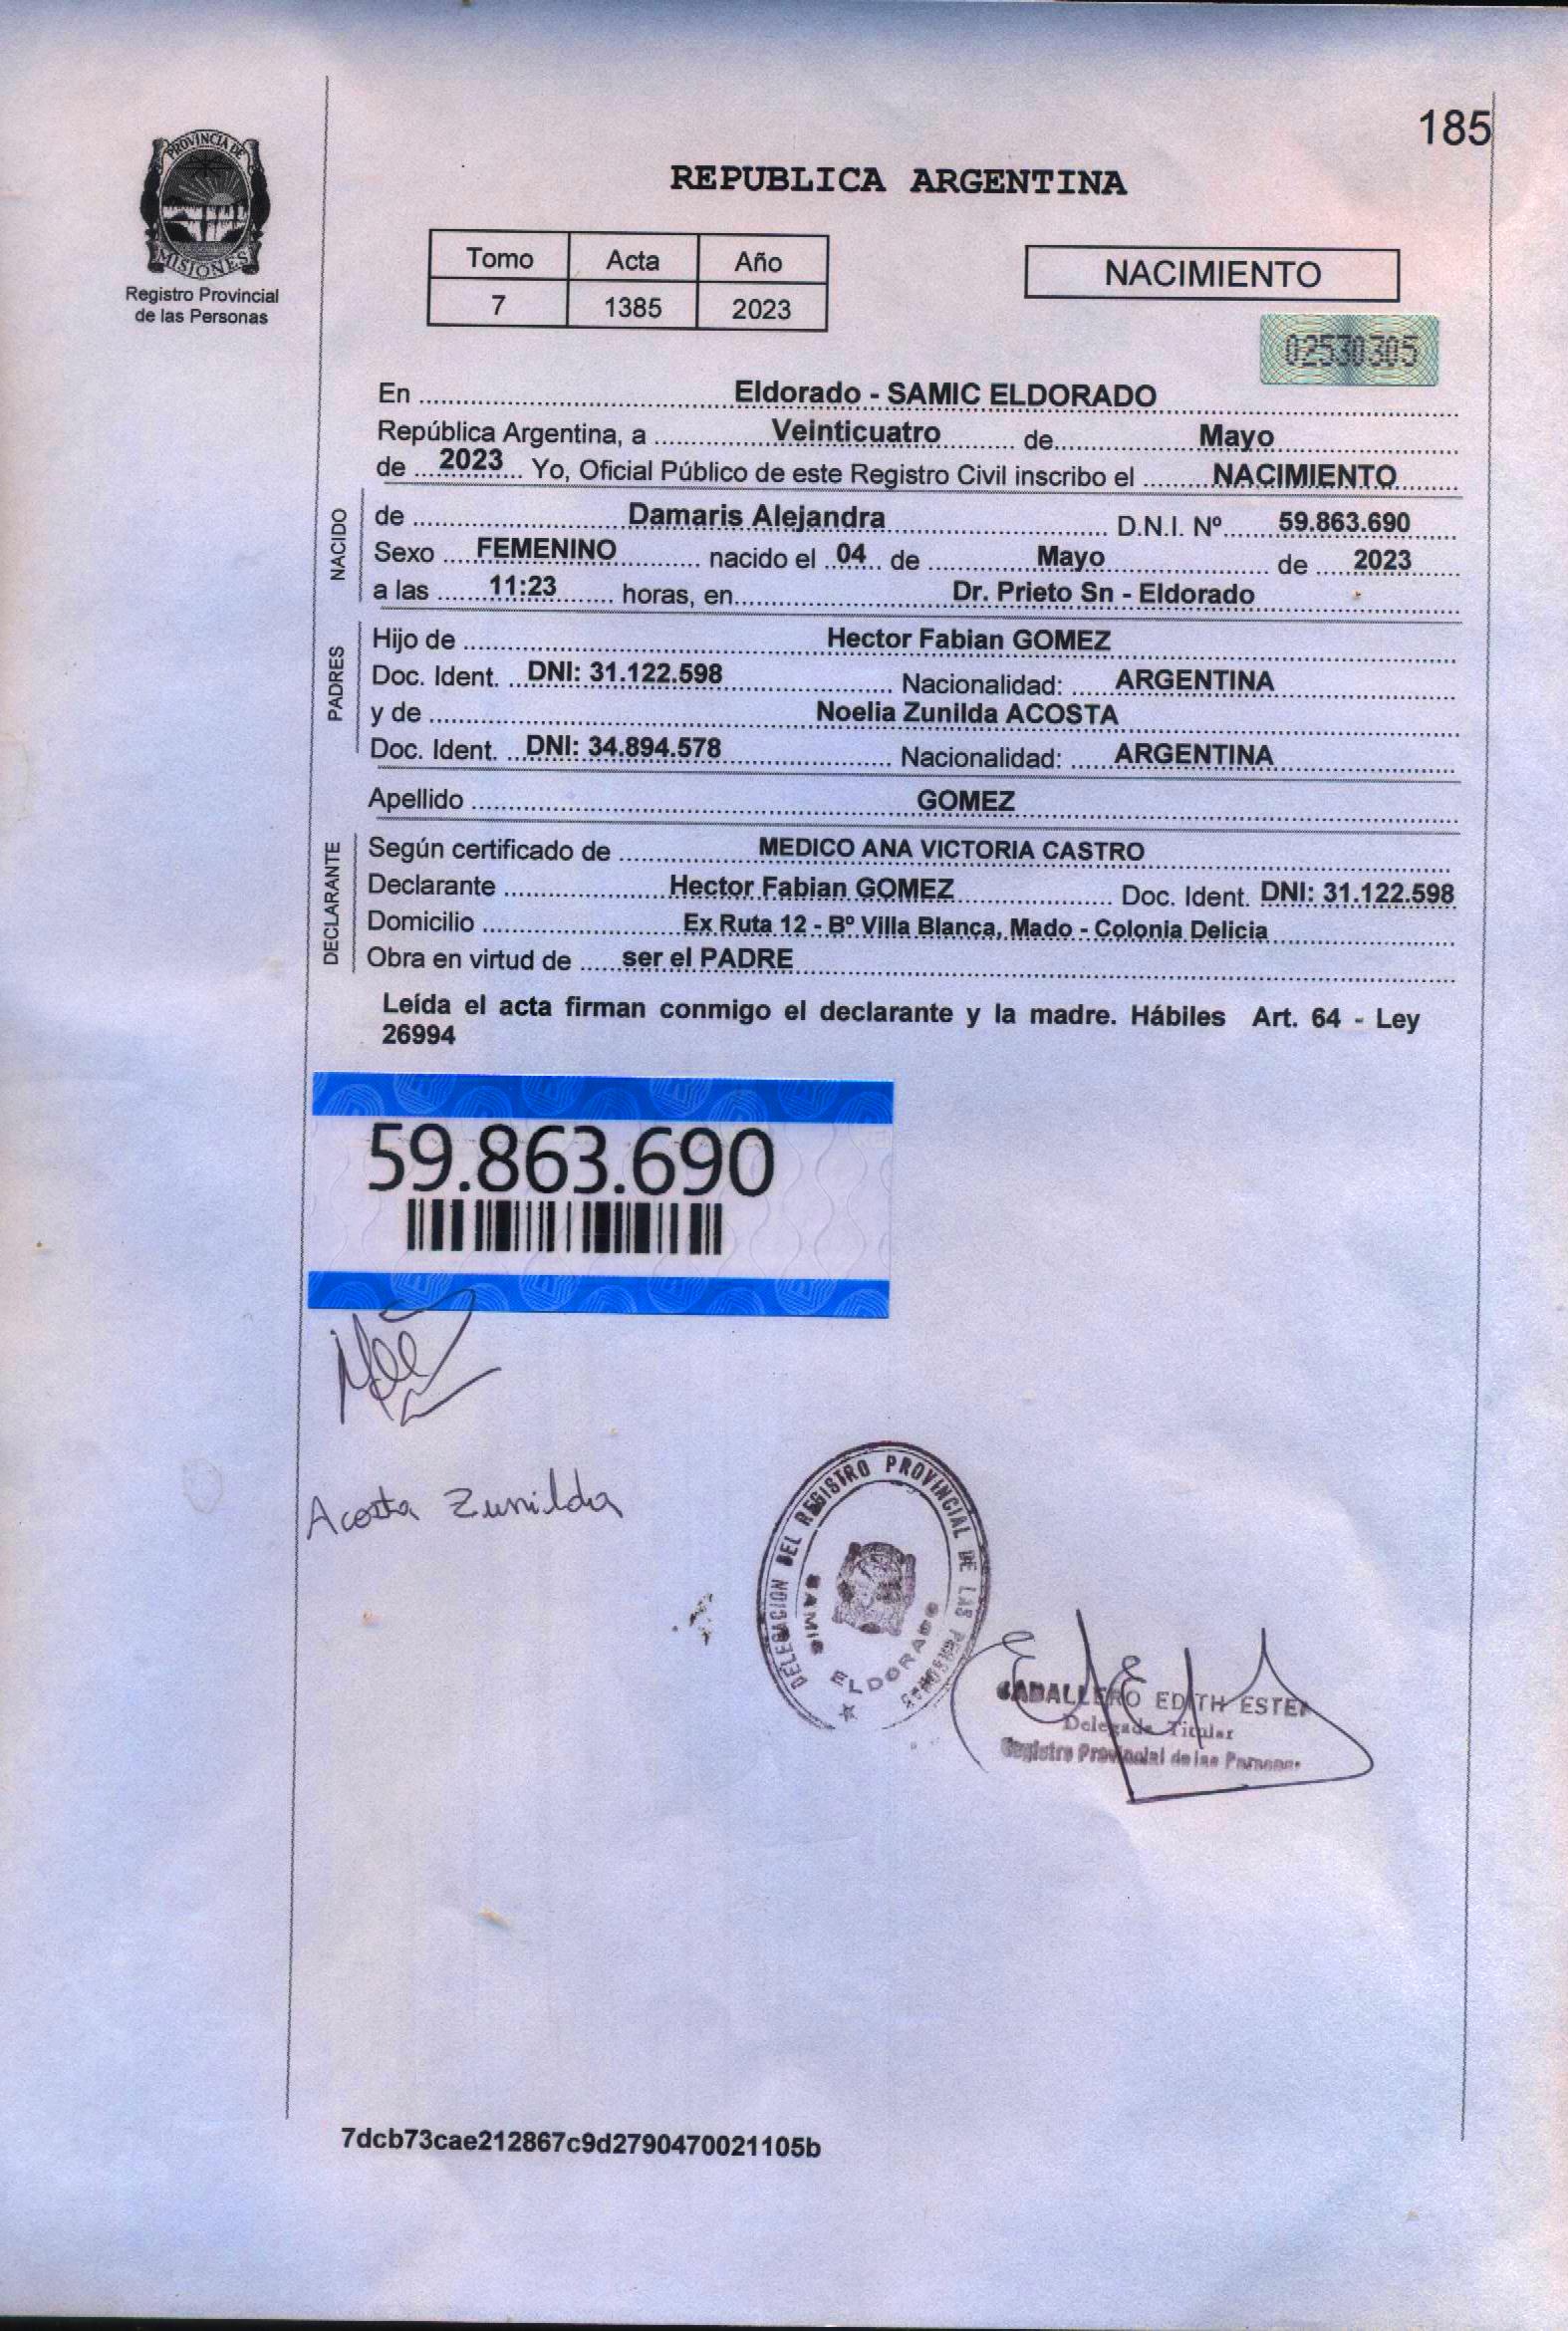 185
PROVINCIA DE
MISIONES
Registro Provincial
de las Personas
REPUBLICA ARGENTINA
Tomo Acta Año
7 1385 2023
NACIMIENTO
02530305
En Eldorado - SAMIC ELDORADO
República Argentina, a Veinticuatro de Mayo
de 2023 Yo, Oficial Público de este Registro Civil inscribo el NACIMIENTO
NACIDO
de Damaris Alejandra D.N.I. Nº 59.863.690
Sexo FEMENINO nacido el 04 de Mayo de 2023
a las 11:23 horas, en Dr. Prieto Sn - Eldorado
PADRES
Hijo de Hector Fabian GOMEZ
Doc. Ident. DNI: 31.122.598 Nacionalidad: ARGENTINA
y de Noelia Zunilda ACOSTA
Doc. Ident. DNI: 34.894.578 Nacionalidad: ARGENTINA
Apellido GOMEZ
DECLARANTE
Según certificado de MEDICO ANA VICTORIA CASTRO
Declarante Hector Fabian GOMEZ Doc. Ident. DNI: 31.122.598
Domicilio Ex Ruta 12 - Bº Villa Blanca, Mado - Colonia Delicia
Obra en virtud de ser el PADRE
Leída el acta firman conmigo el declarante y la madre. Hábiles Art. 64 - Ley
26994
59.863.690
Acosta Zunilda
DELEGACION DEL REGISTRO PROVINCIAL DE LAS PERSONAS
SAMIC ELDORADO
CABALLERO EDITH ESTER
Delegada Titular
Registro Provincial de las Personas
7dcb73cae212867c9d2790470021105b